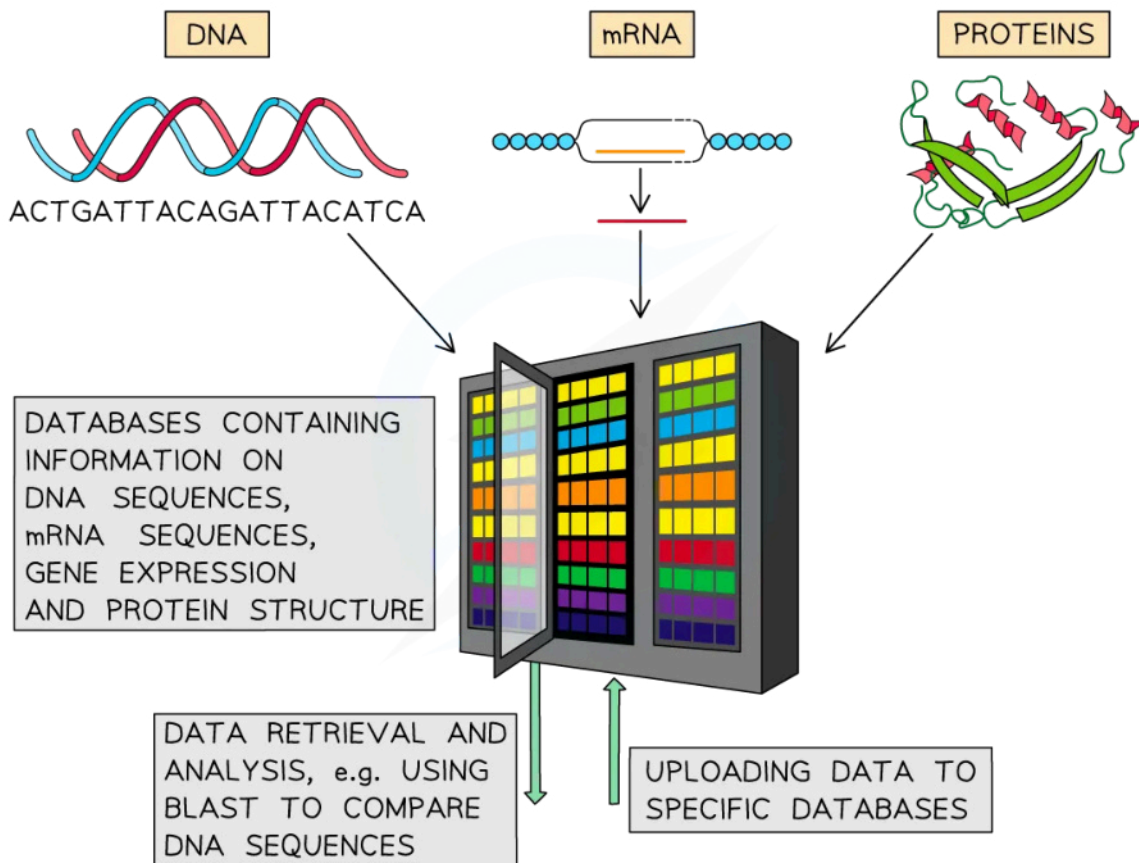 DNA
mRNA
PROTEINS
ACTGATTACAGATTACATCA
DATABASES CONTAINING
INFORMATION ON
DNA SEQUENCES,
mRNA SEQUENCES,
GENE EXPRESSION
AND PROTEIN STRUCTURE
DATA RETRIEVAL AND
ANALYSIS, e.g. USING
BLAST TO COMPARE
DNA SEQUENCES
UPLOADING DATA TO
SPECIFIC DATABASES